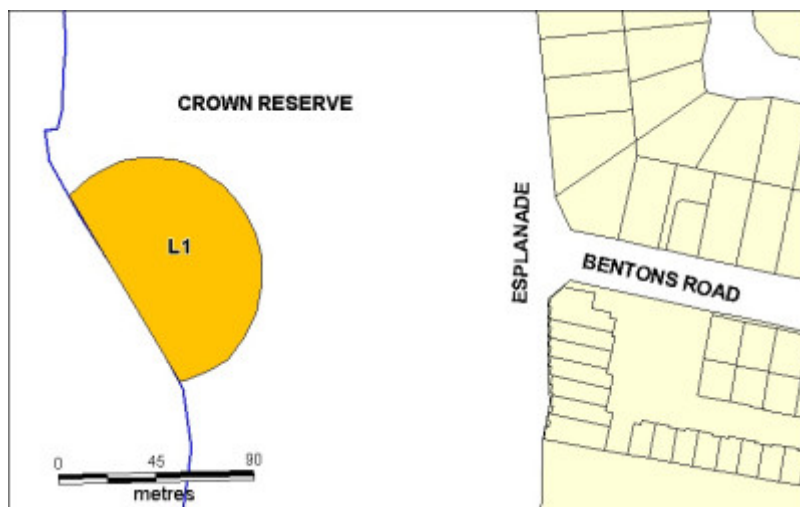 CROWN RESERVE
L1
ESPLANADE
BENTONS ROAD
0 45 90
metres